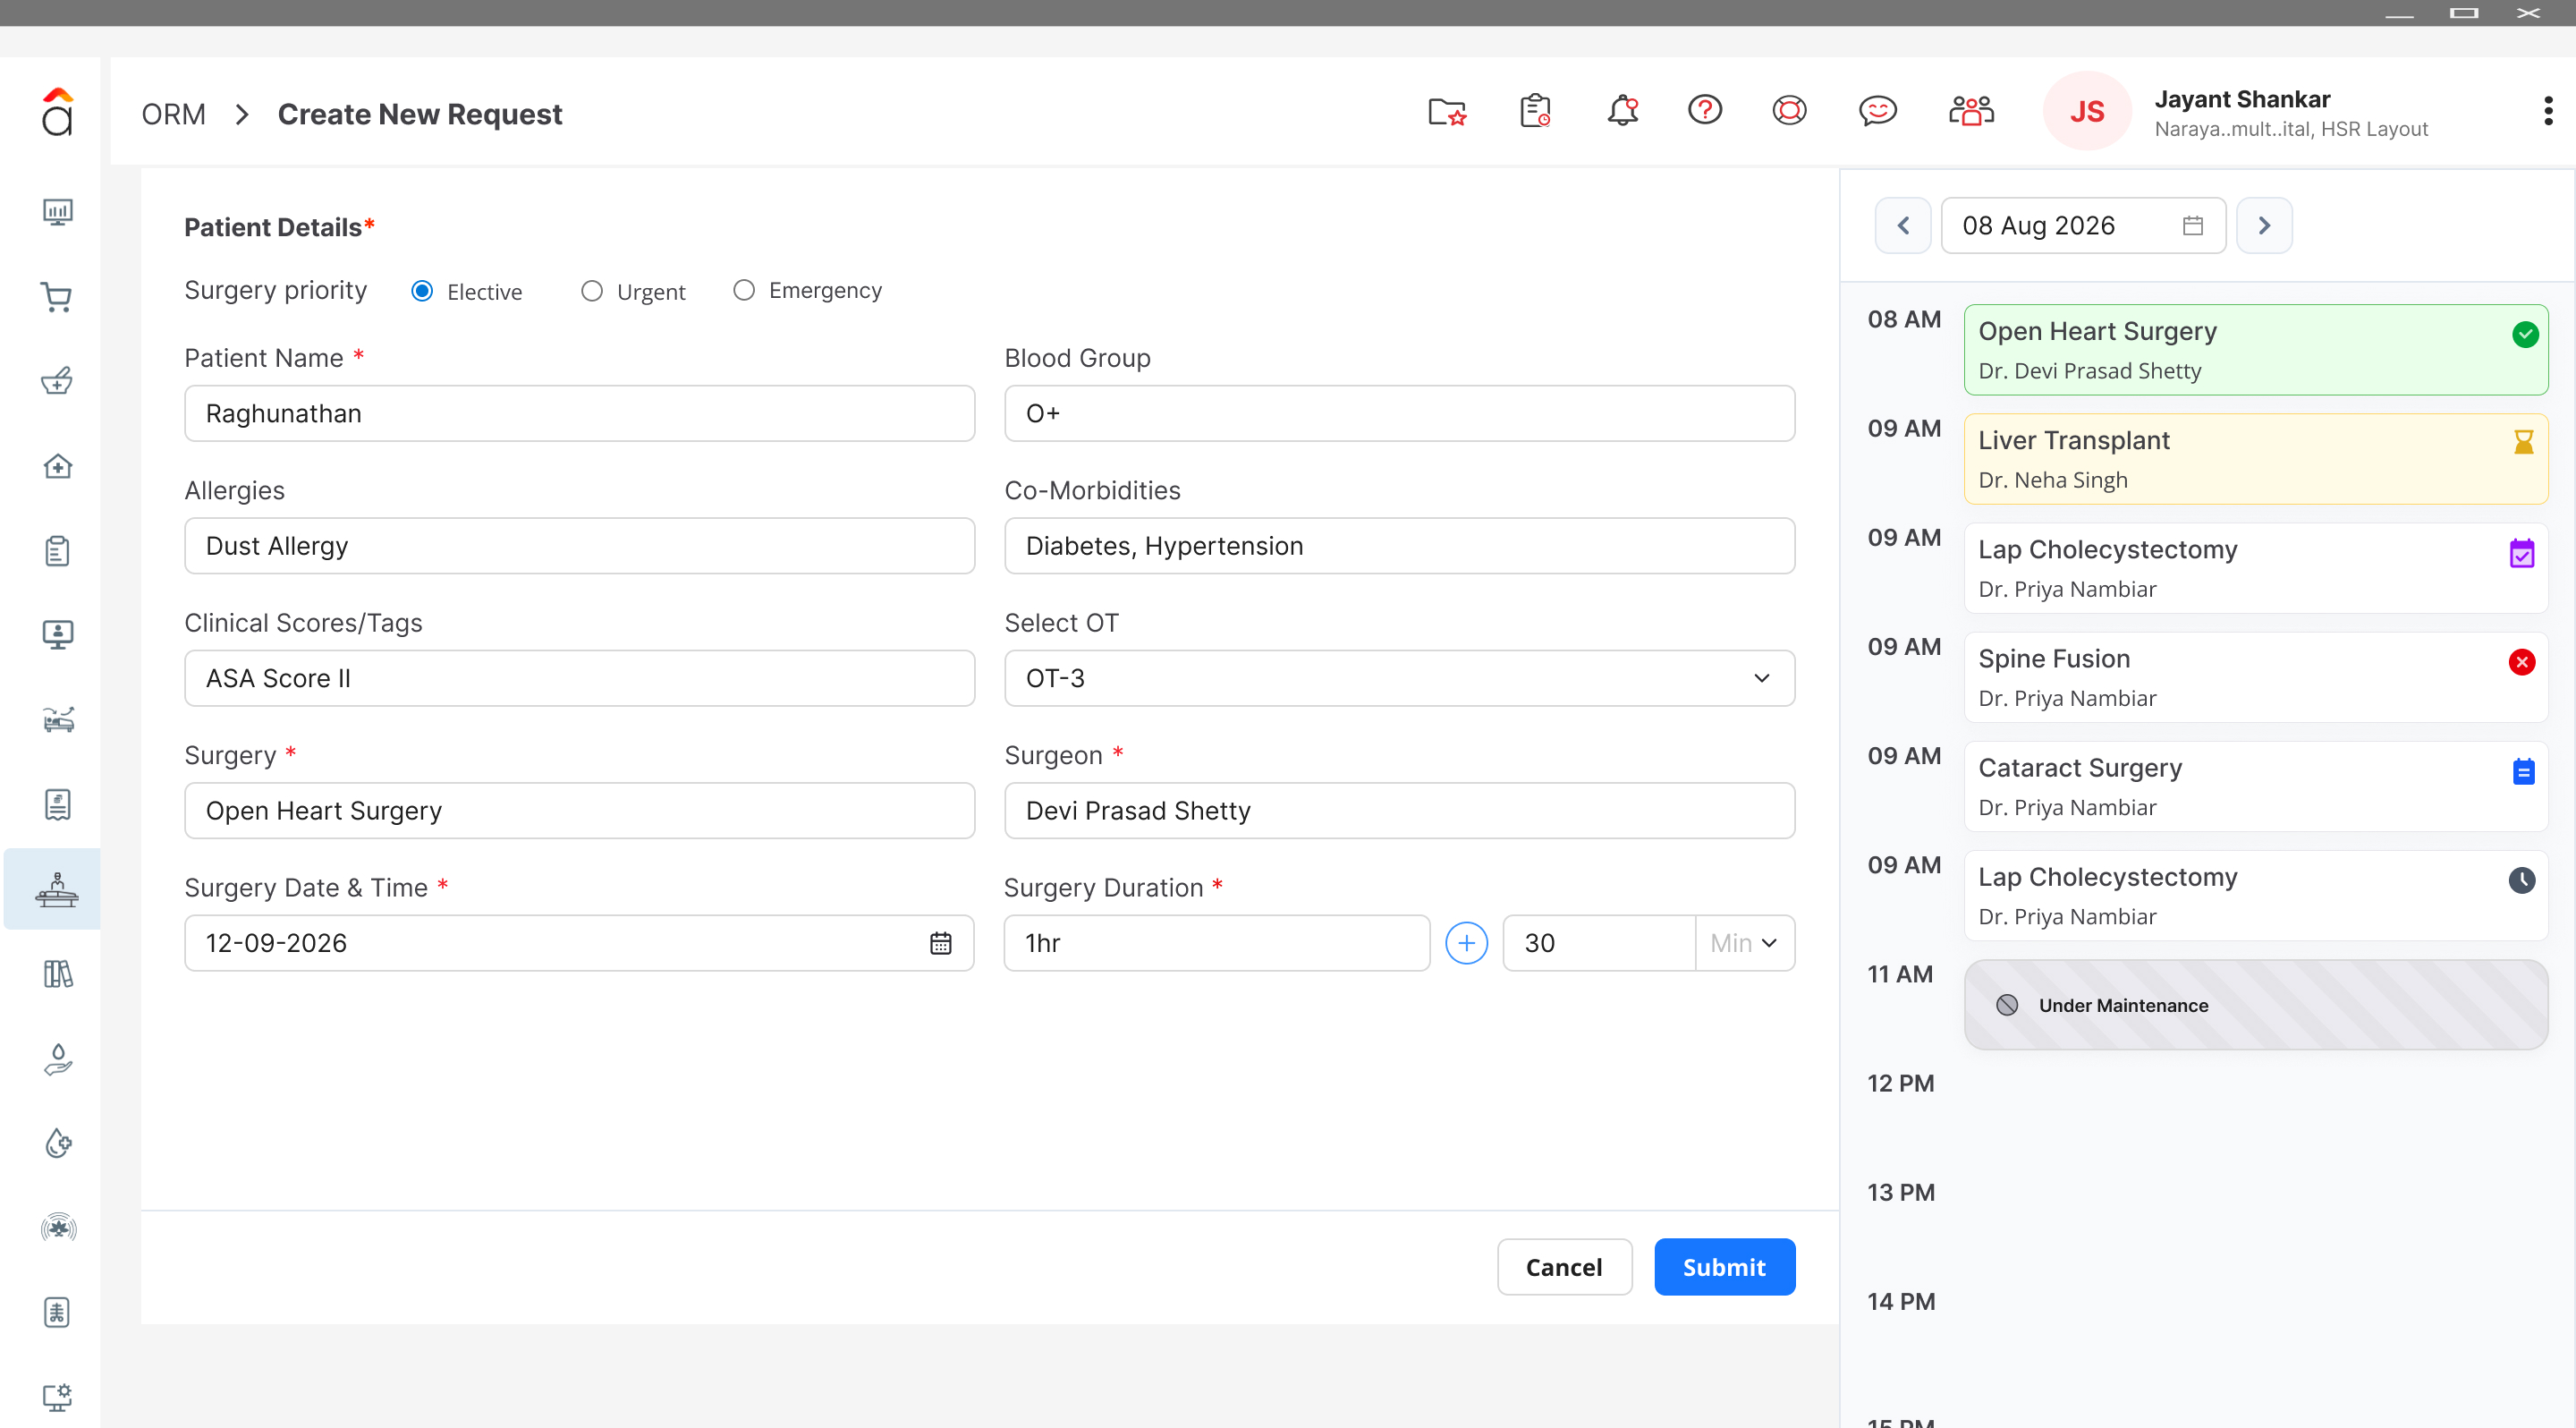 ORM > Create New Request
JS
Jayant Shankar
Naraya..mult..ital, HSR Layout
Patient Details*
Surgery priority
Elective
Urgent
Emergency
Patient Name *
Raghunathan
Blood Group
O+
Allergies
Dust Allergy
Co-Morbidities
Diabetes, Hypertension
Clinical Scores/Tags
ASA Score II
Select OT
OT-3
Surgery *
Open Heart Surgery
Surgeon *
Devi Prasad Shetty
Surgery Date & Time *
12-09-2026
Surgery Duration *
1hr
30
Min
Cancel
Submit
08 Aug 2026
08 AM
Open Heart Surgery
Dr. Devi Prasad Shetty
09 AM
Liver Transplant
Dr. Neha Singh
09 AM
Lap Cholecystectomy
Dr. Priya Nambiar
09 AM
Spine Fusion
Dr. Priya Nambiar
09 AM
Cataract Surgery
Dr. Priya Nambiar
09 AM
Lap Cholecystectomy
Dr. Priya Nambiar
11 AM
Under Maintenance
12 PM
13 PM
14 PM
15 PM